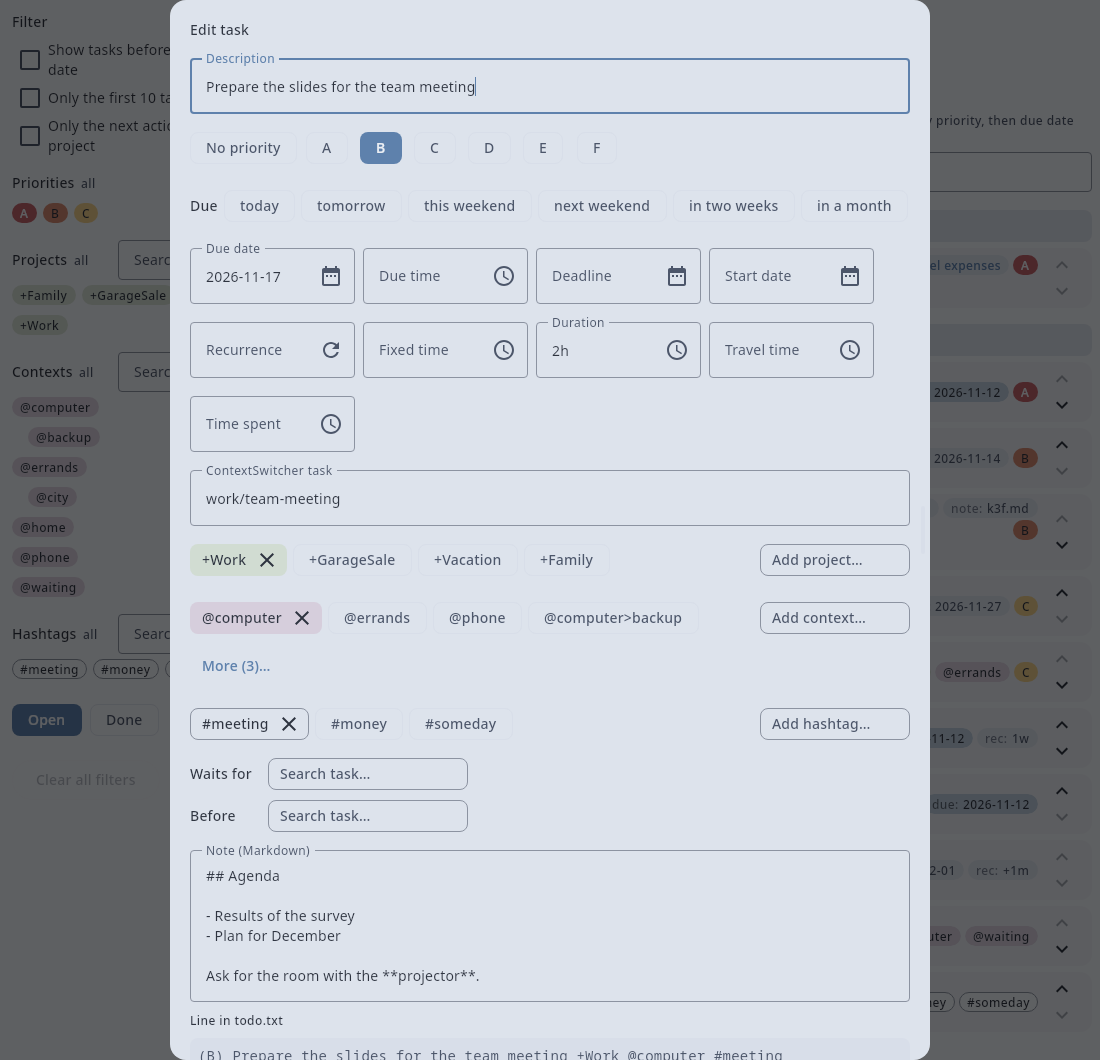 Filter
Show tasks before
date
Only the first 10
Only the next
project
Priorities all
A B C
Projects all
+Family +GarageSale
+Work
Contexts all
@computer
@backup
@errands
@city
@home
@phone
@waiting
Hashtags all
#meeting #money
Open Done
Clear all filters
Edit task
Description
Prepare the slides for the team meeting
No priority A B C D E F
Due today tomorrow this weekend next weekend in two weeks in a month
Due date
2026-11-17 Due time Deadline Start date
Duration
Recurrence Fixed time 2h Travel time
Time spent
ContextSwitcher task
work/team-meeting
+Work +GarageSale +Vacation +Family Add project...
@computer @errands @phone @computer>backup Add context...
More (3)...
#meeting #money #someday Add hashtag...
Waits for Search task...
Before Search task...
Note (Markdown)
## Agenda
- Results of the survey
- Plan for December
Ask for the room with the **projector**.
Line in todo.txt
(B) Prepare the slides for the team meeting +Work @computer #meeting
priority, then due date
expenses A
2026-11-12 A
2026-11-14 B
note: k3f.md
B
2026-11-27 C
@errands C
11-12 rec: 1w
due: 2026-11-12
-01 rec: +1m
@waiting
#someday